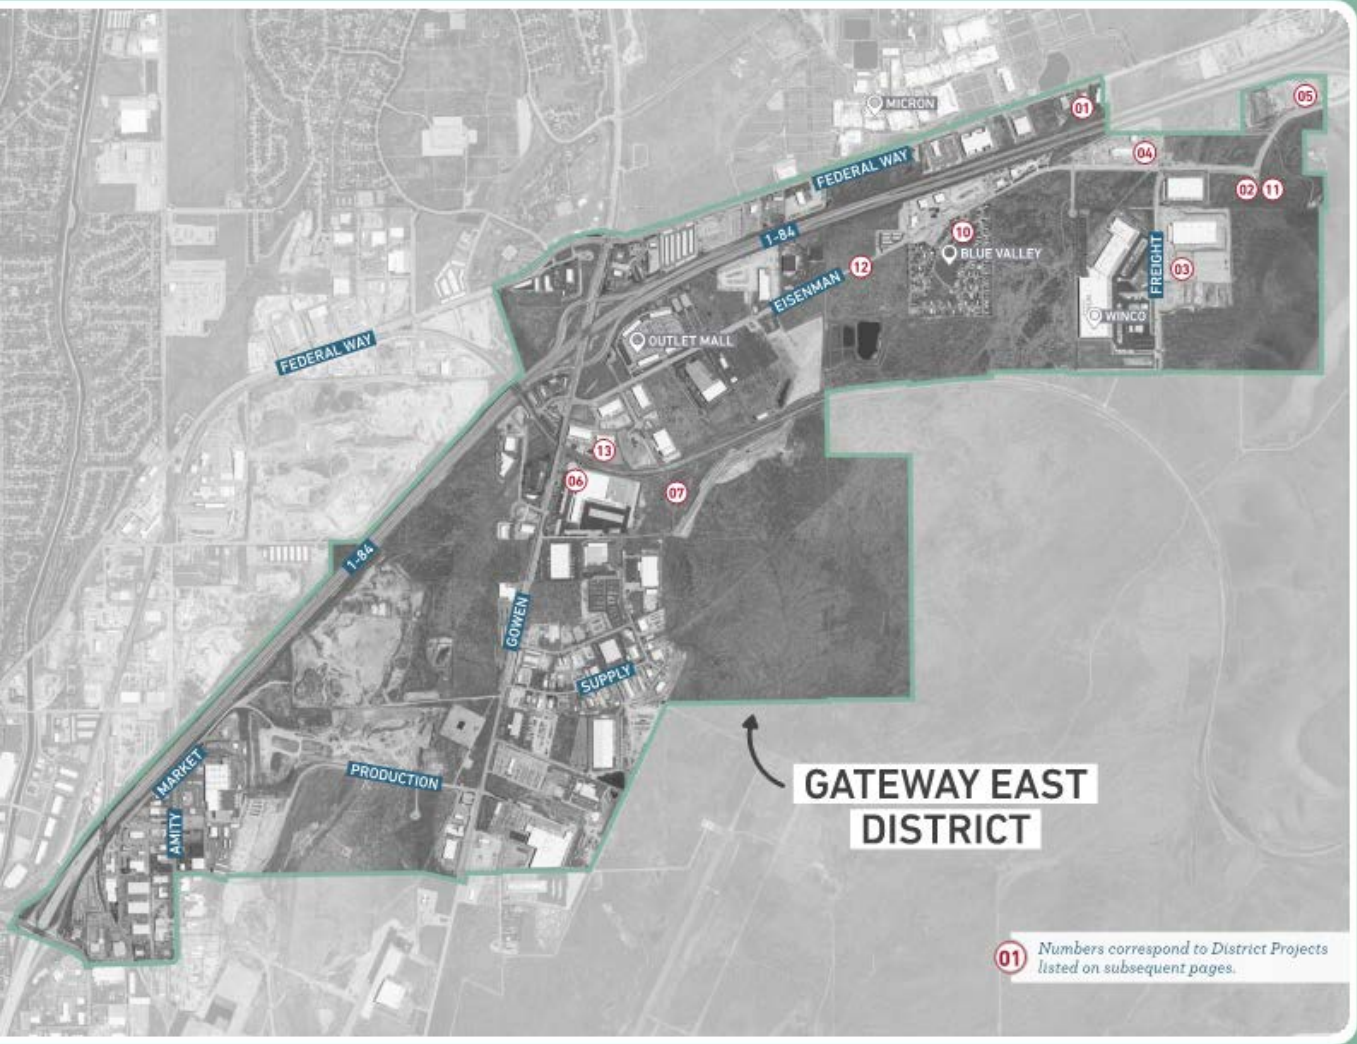 05
MICRON
01
04
FEDERAL WAY
02
11
10
1-84
BLUE VALLEY
FREIGHT
12
03
EISENMAN
WINCO
OUTLET MALL
FEDERAL WAY
13
06
07
1-84
GOWEN
SUPPLY
MARKET
PRODUCTION
AMITY
GATEWAY EAST
DISTRICT
01
Numbers correspond to District Projects
listed on subsequent pages.